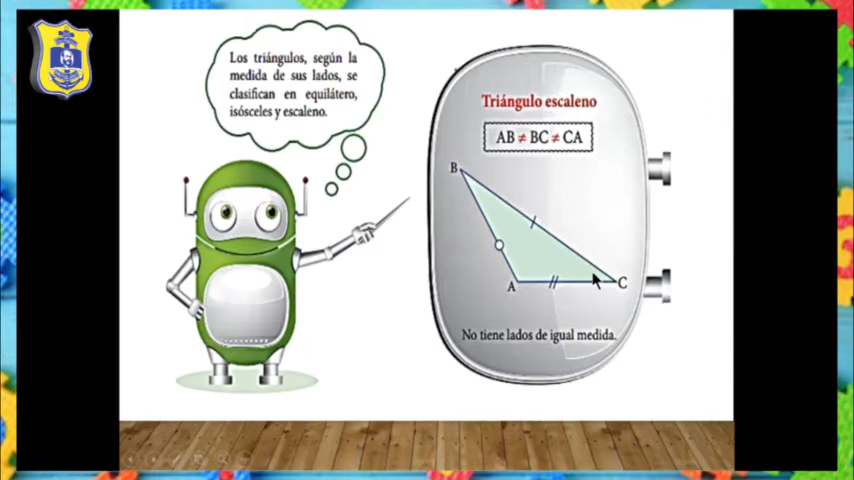 Los triángulos, según la
medida de sus lados, se
clasifican en equilátero,
isósceles y escaleno.
Triángulo escaleno
AB ≠ BC ≠ CA
B
A
C
No tiene lados de igual medida.